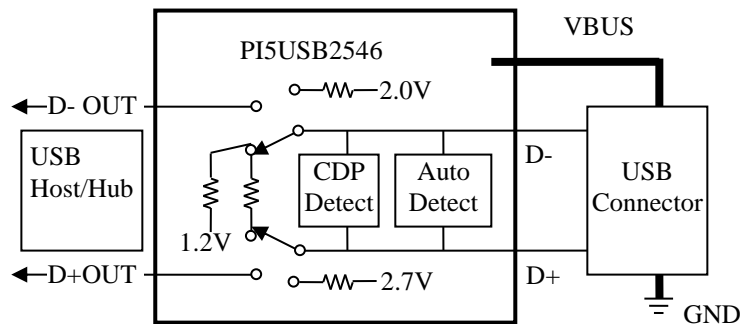 VBUS
PI5USB2546
2.0V
D- OUT
D-
USB
Host/Hub
CDP
Detect
Auto
Detect
USB
Connector
1.2V
D+OUT
2.7V
D+
GND